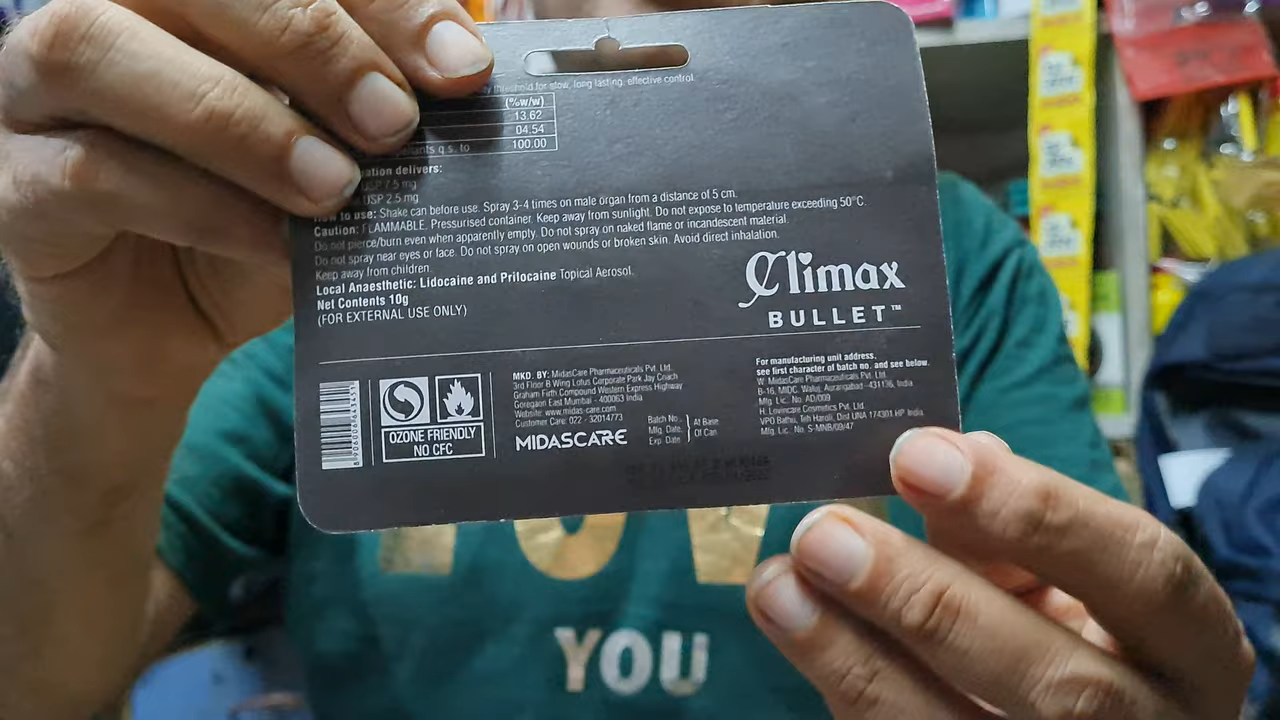 threshold for slow, long lasting, effective control.
(%w/w)
13.62
04.54
q.s. to 100.00
delivers:
USP 7.5 mg
USP 2.5 mg
How to use: Shake can before use. Spray 3-4 times on male organ from a distance of 5 cm.
Caution: FLAMMABLE. Pressurised container. Keep away from sunlight. Do not expose to temperature exceeding 50°C.
Do not pierce/burn even when apparently empty. Do not spray on naked flame or incandescent material.
Do not spray near eyes or face. Do not spray on open wounds or broken skin. Avoid direct inhalation.
Keep away from children.
Local Anaesthetic: Lidocaine and Prilocaine Topical Aerosol.
Net Contents 10g
(FOR EXTERNAL USE ONLY)
Climax
BULLET™
OZONE FRIENDLY
NO CFC
MKD. BY: MidasCare Pharmaceuticals Pvt. Ltd.
3rd Floor B Wing Lotus Corporate Park Jay Coach
Graham Firth Compound Western Express Highway
Goregaon East Mumbai - 400063 India
Website: www.midas-care.com
Customer Care: 022 - 32014773
MIDASCARE
Batch No.
Mfg. Date.
Exp. Date
At Base
Of Can
For manufacturing unit address,
see first character of batch no. and see below.
W: MidasCare Pharmaceuticals Pvt. Ltd.
B-16, MIDC, Waluj, Aurangabad-431136, India
Mfg. Lic. No. AD/009
H: Lovincare Cosmetics Pvt. Ltd.
VPO Bathu, Teh Haroli, Dist UNA 174301 HP India
Mfg. Lic. No. S-MNB/09/47
YOU